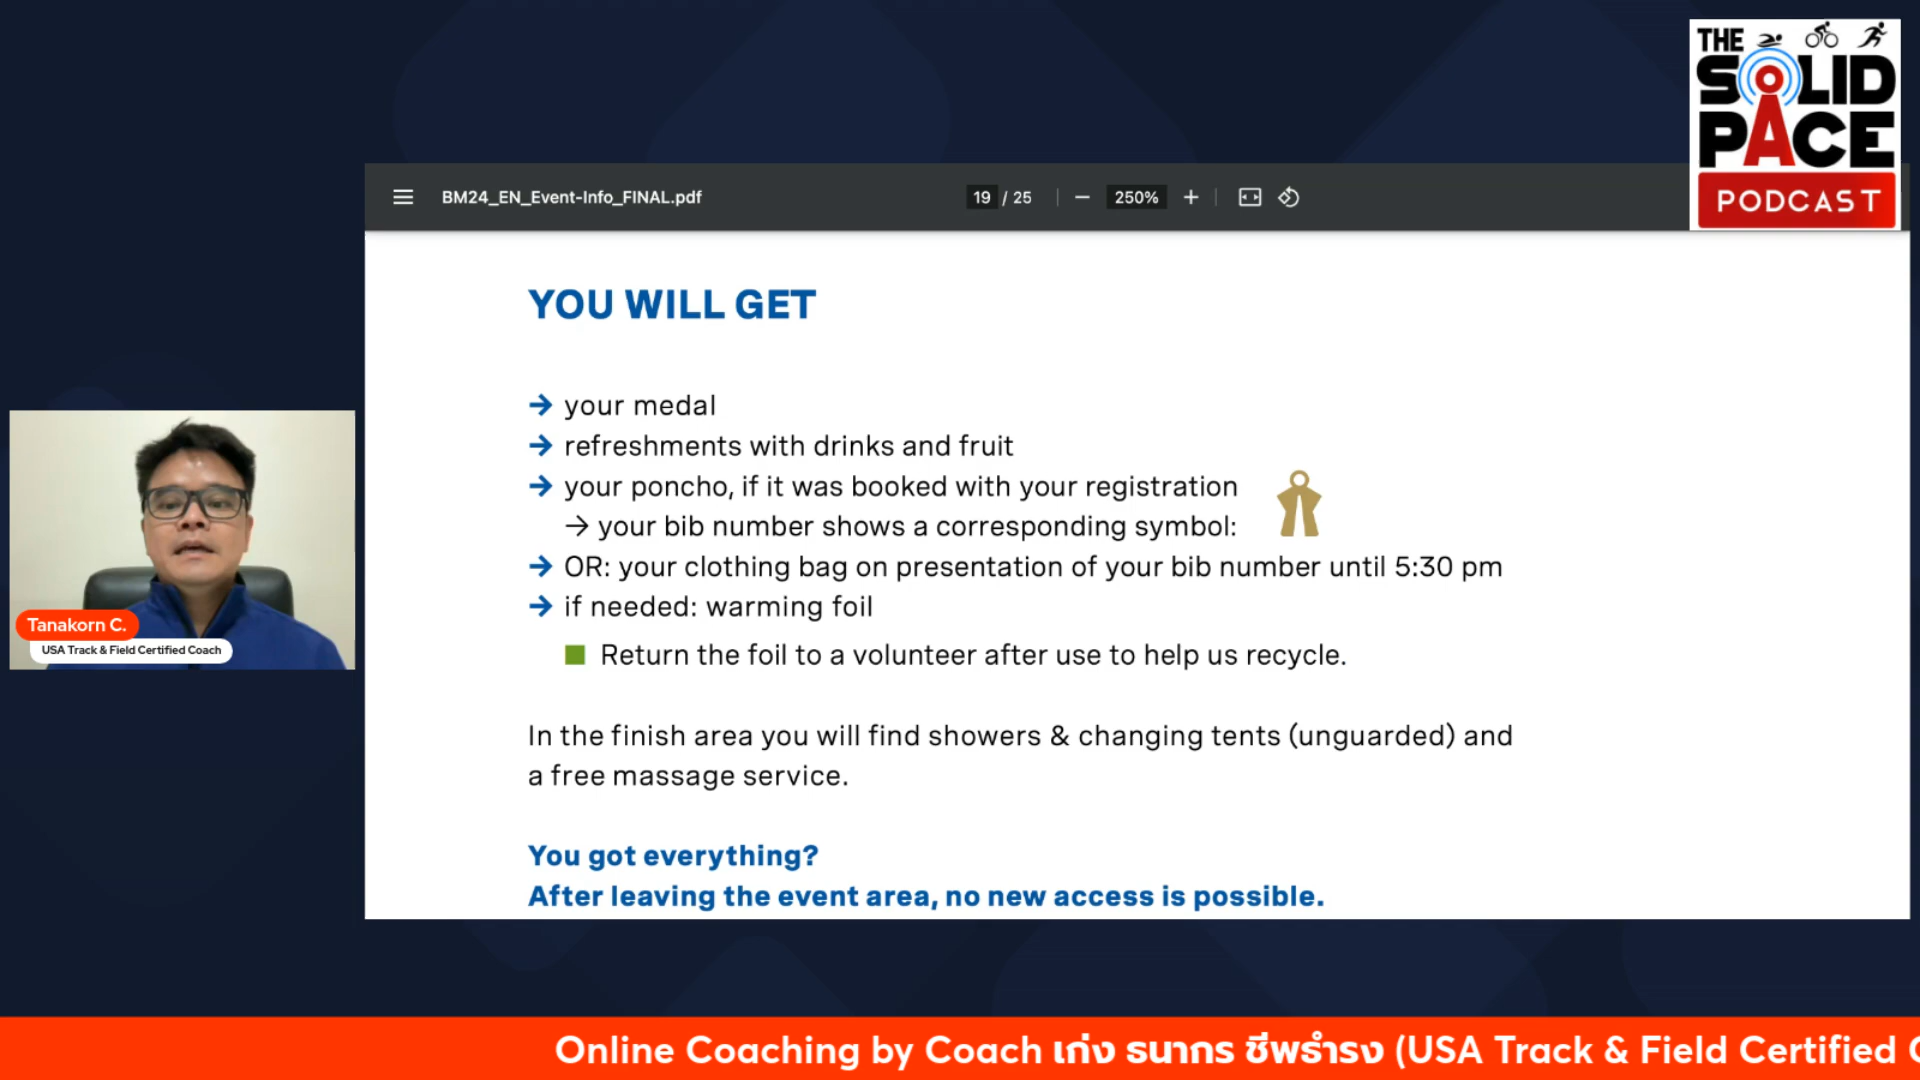 THE
SOLID
PACE
PODCAST
BM24_EN_Event-Info_FINAL.pdf
19 / 25
250%
YOU WILL GET
→ your medal
→ refreshments with drinks and fruit
→ your poncho, if it was booked with your registration
→ your bib number shows a corresponding symbol:
→ OR: your clothing bag on presentation of your bib number until 5:30 pm
→ if needed: warming foil
■ Return the foil to a volunteer after use to help us recycle.
In the finish area you will find showers & changing tents (unguarded) and
a free massage service.
You got everything?
After leaving the event area, no new access is possible.
Tanakorn C.
USA Track & Field Certified Coach
Online Coaching by Coach เก่ง ธนากร ชีพธำรง (USA Track & Field Certified